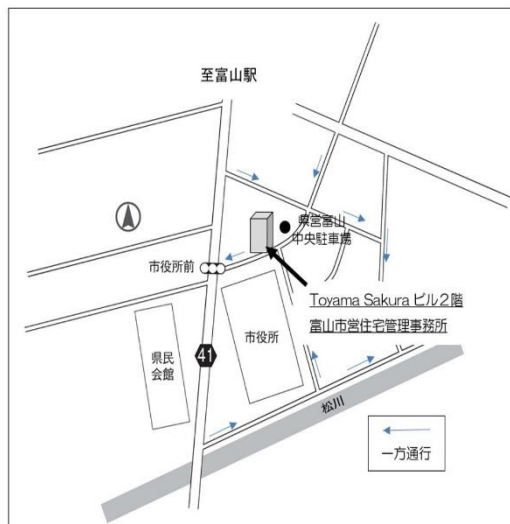 至富山駅
県営富山
中央駐車場
市役所前
Toyama Sakura ビル2階
富山市営住宅管理事務所
県民
会館
41
市役所
松川
一方通行